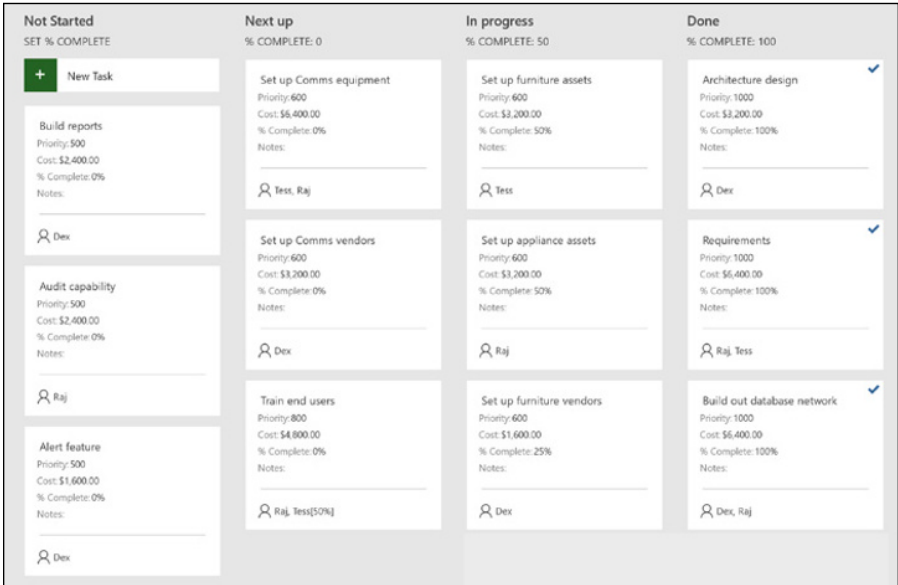 Not Started
SET % COMPLETE
+ New Task
Build reports
Priority: 500
Cost: $2,400.00
% Complete: 0%
Notes:
Dex
Audit capability
Priority: 500
Cost: $2,400.00
% Complete: 0%
Notes:
Raj
Alert feature
Priority: 500
Cost: $1,600.00
% Complete: 0%
Notes:
Dex
Next up
% COMPLETE: 0
Set up Comms equipment
Priority: 600
Cost: $6,400.00
% Complete: 0%
Notes:
Tess, Raj
Set up Comms vendors
Priority: 600
Cost: $3,200.00
% Complete: 0%
Notes:
Dex
Train end users
Priority: 800
Cost: $4,800.00
% Complete: 0%
Notes:
Raj, Tess[50%]
In progress
% COMPLETE: 50
Set up furniture assets
Priority: 600
Cost: $3,200.00
% Complete: 50%
Notes:
Tess
Set up appliance assets
Priority: 600
Cost: $3,200.00
% Complete: 50%
Notes:
Raj
Set up furniture vendors
Priority: 600
Cost: $1,600.00
% Complete: 25%
Notes:
Dex
Done
% COMPLETE: 100
Architecture design
Priority: 1000
Cost: $3,200.00
% Complete: 100%
Notes:
Dex
Requirements
Priority: 1000
Cost: $6,400.00
% Complete: 100%
Notes:
Raj, Tess
Build out database network
Priority: 1000
Cost: $6,400.00
% Complete: 100%
Notes:
Dex, Raj